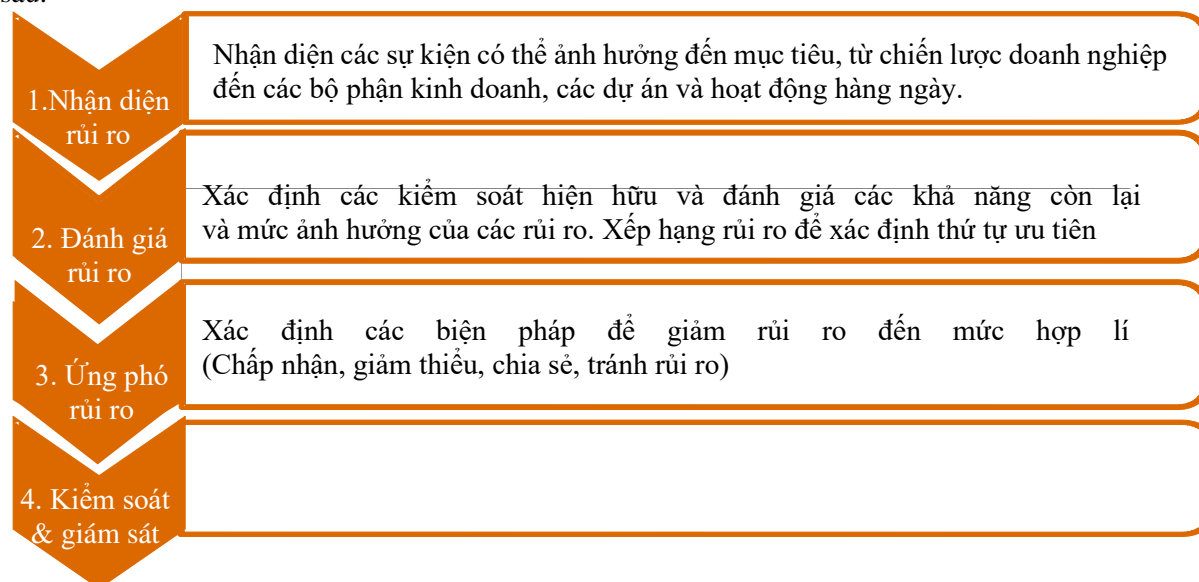 sau:
1.Nhận diện
rủi ro
Nhận diện các sự kiện có thể ảnh hưởng đến mục tiêu, từ chiến lược doanh nghiệp
đến các bộ phận kinh doanh, các dự án và hoạt động hàng ngày.
2. Đánh giá
rủi ro
Xác định các kiểm soát hiện hữu và đánh giá các khả năng còn lại
và mức ảnh hưởng của các rủi ro. Xếp hạng rủi ro để xác định thứ tự ưu tiên
3. Ứng phó
rủi ro
Xác định các biện pháp để giảm rủi ro đến mức hợp lí
(Chấp nhận, giảm thiểu, chia sẻ, tránh rủi ro)
4. Kiểm soát
& giám sát